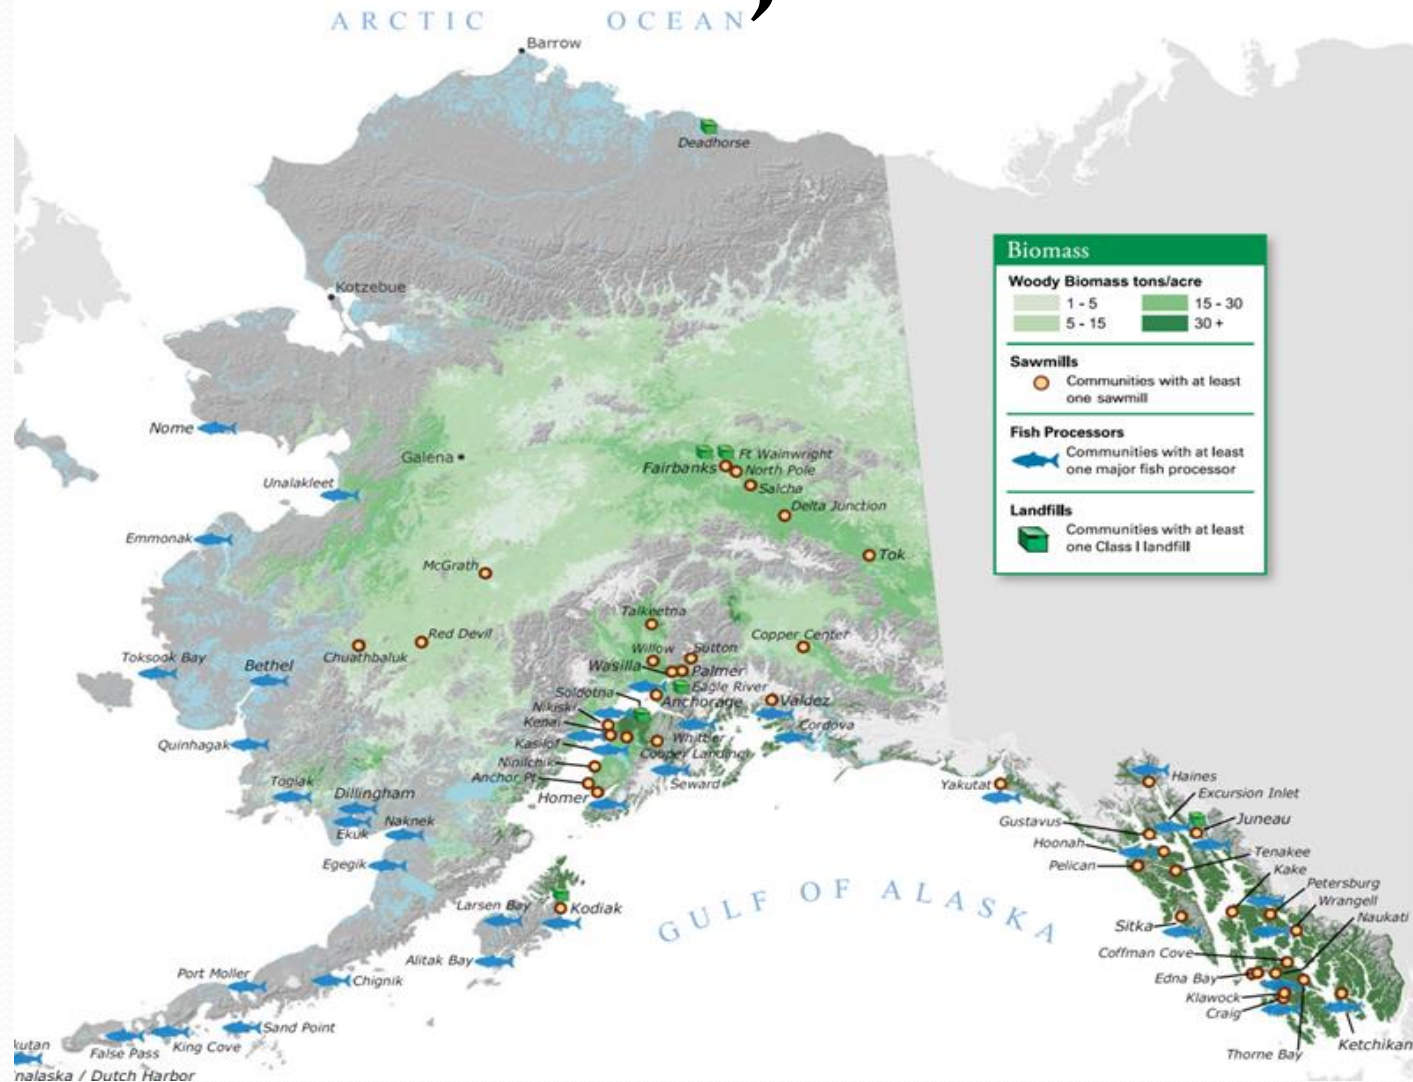 ARCTIC OCEAN
Barrow
Deadhorse
Kotzebue
Biomass
Woody Biomass tons/acre
1 - 5
15 - 30
5 - 15
30 +
Sawmills
Communities with at least
one sawmill
Fish Processors
Communities with at least
one major fish processor
Landfills
Communities with at least
one Class I landfill
Nome
Galena
Ft Wainwright
Fairbanks
North Pole
Salcha
Unalakleet
Delta Junction
Emmonak
Tok
McGrath
Talkeetna
Red Devil
Copper Center
Chuathbaluk
Willow
Sutton
Toksook Bay
Bethel
Wasilla
Palmer
Eagle River
Soldotna
Anchorage
Valdez
Nikiski
Kenai
Cordova
Quinhagak
Kasilof
Whittier
Cooper Landing
Ninilchik
Anchor Pt
Seward
Togiak
Dillingham
Homer
Yakutat
Haines
Excursion Inlet
Ekuk
Naknek
Gustavus
Juneau
Hoonah
Tenakee
Egegik
Pelican
Kake
Petersburg
Wrangell
Larsen Bay
Kodiak
GULF OF ALASKA
Naukati
Sitka
Alitak Bay
Coffman Cove
Port Moller
Chignik
Edna Bay
Klawock
Craig
Sand Point
False Pass
King Cove
Thorne Bay
Ketchikan
kutan
nalaska / Dutch Harbor